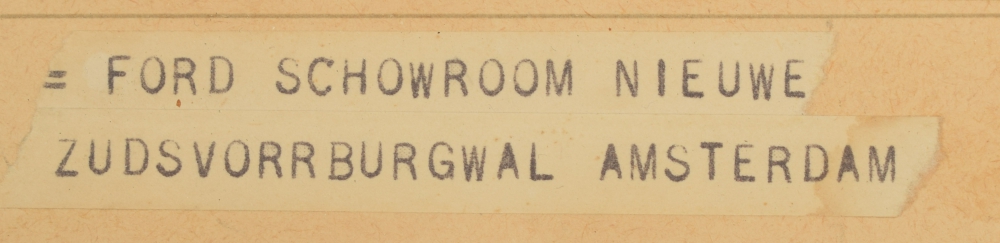 = FORD SCHOWROOM NIEUWE
ZUDSVORRBURGWAL AMSTERDAM